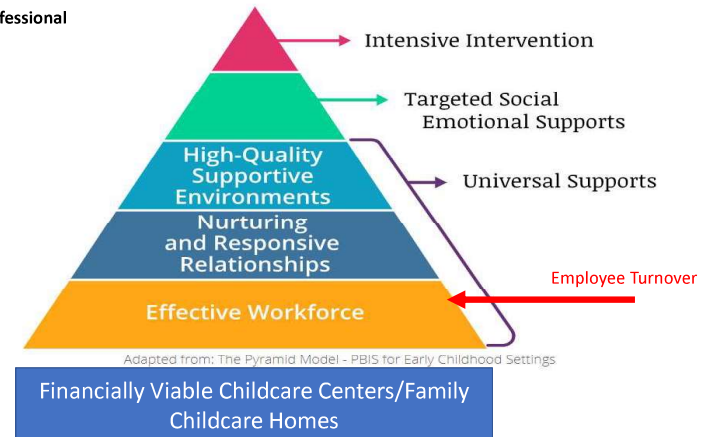 Intensive Intervention
Targeted Social
Emotional Supports
High-Quality
Supportive
Environments
Universal Supports
Nurturing
and Responsive
Relationships
Employee Turnover
Effective Workforce
Adapted from: The Pyramid Model - PBIS for Early Childhood Settings
Financially Viable Childcare Centers/Family
Childcare Homes